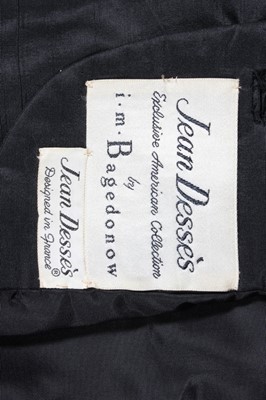 Jean Dessès
Exclusive American Collection
by
i·m·Bagedonow
Jean Dessès
Designed in France®